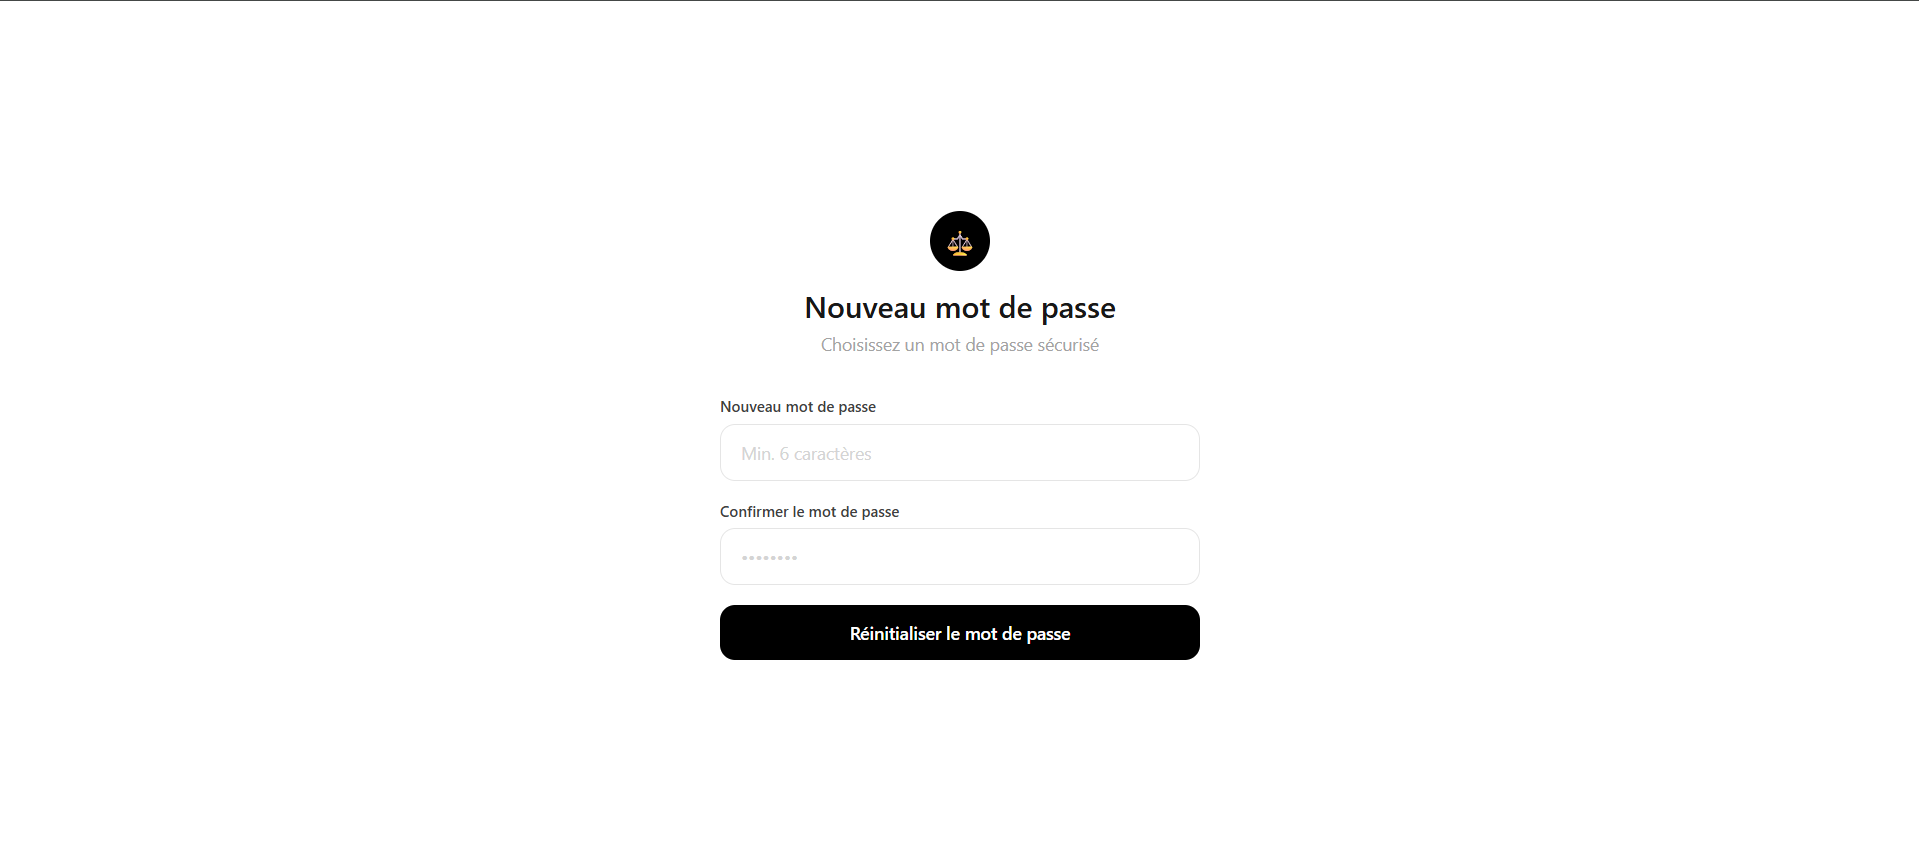 Nouveau mot de passe
Choisissez un mot de passe sécurisé
Nouveau mot de passe
Min. 6 caractères
Confirmer le mot de passe
••••••••
Réinitialiser le mot de passe